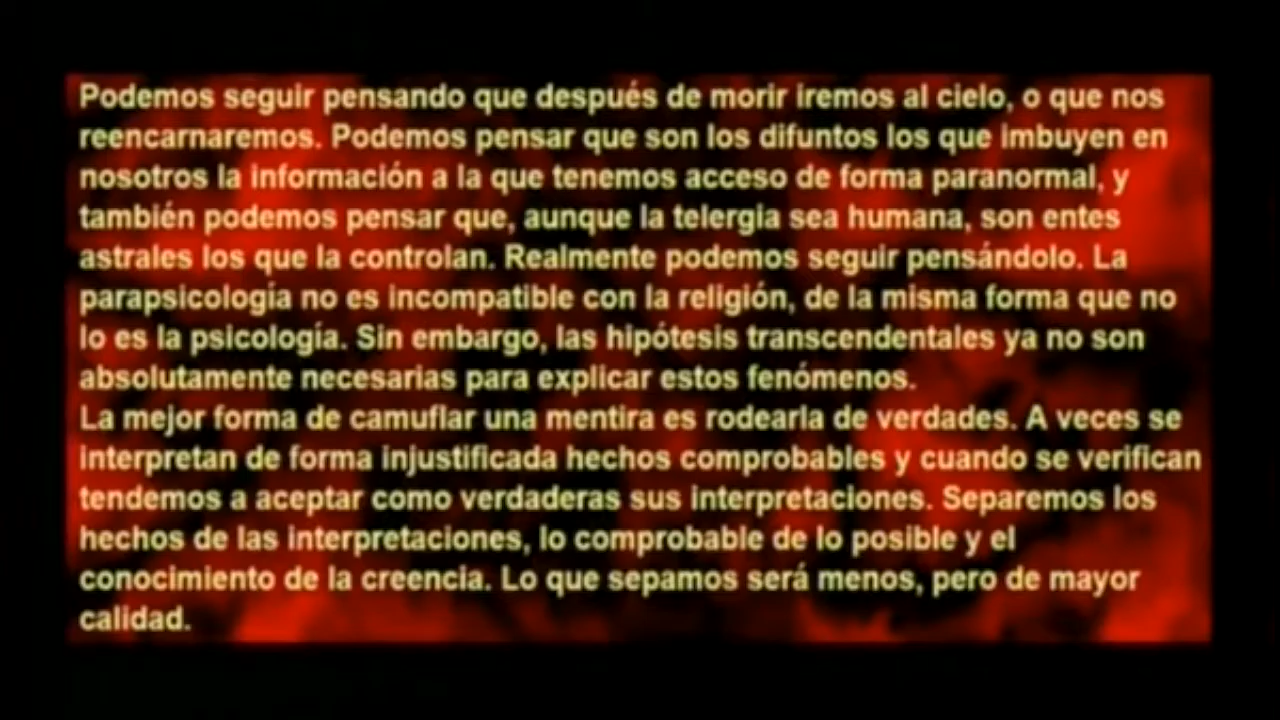 Podemos seguir pensando que después de morir iremos al cielo, o que nos
reencarnaremos. Podemos pensar que son los difuntos los que imbuyen en
nosotros la información a la que tenemos acceso de forma paranormal, y
también podemos pensar que, aunque la telergia sea humana, son entes
astrales los que la controlan. Realmente podemos seguir pensándolo. La
parapsicología no es incompatible con la religión, de la misma forma que no
lo es la psicología. Sin embargo, las hipótesis transcendentales ya no son
absolutamente necesarias para explicar estos fenómenos.
La mejor forma de camuflar una mentira es rodearla de verdades. A veces se
interpretan de forma injustificada hechos comprobables y cuando se verifican
tendemos a aceptar como verdaderas sus interpretaciones. Separemos los
hechos de las interpretaciones, lo comprobable de lo posible y el
conocimiento de la creencia. Lo que sepamos será menos, pero de mayor
calidad.